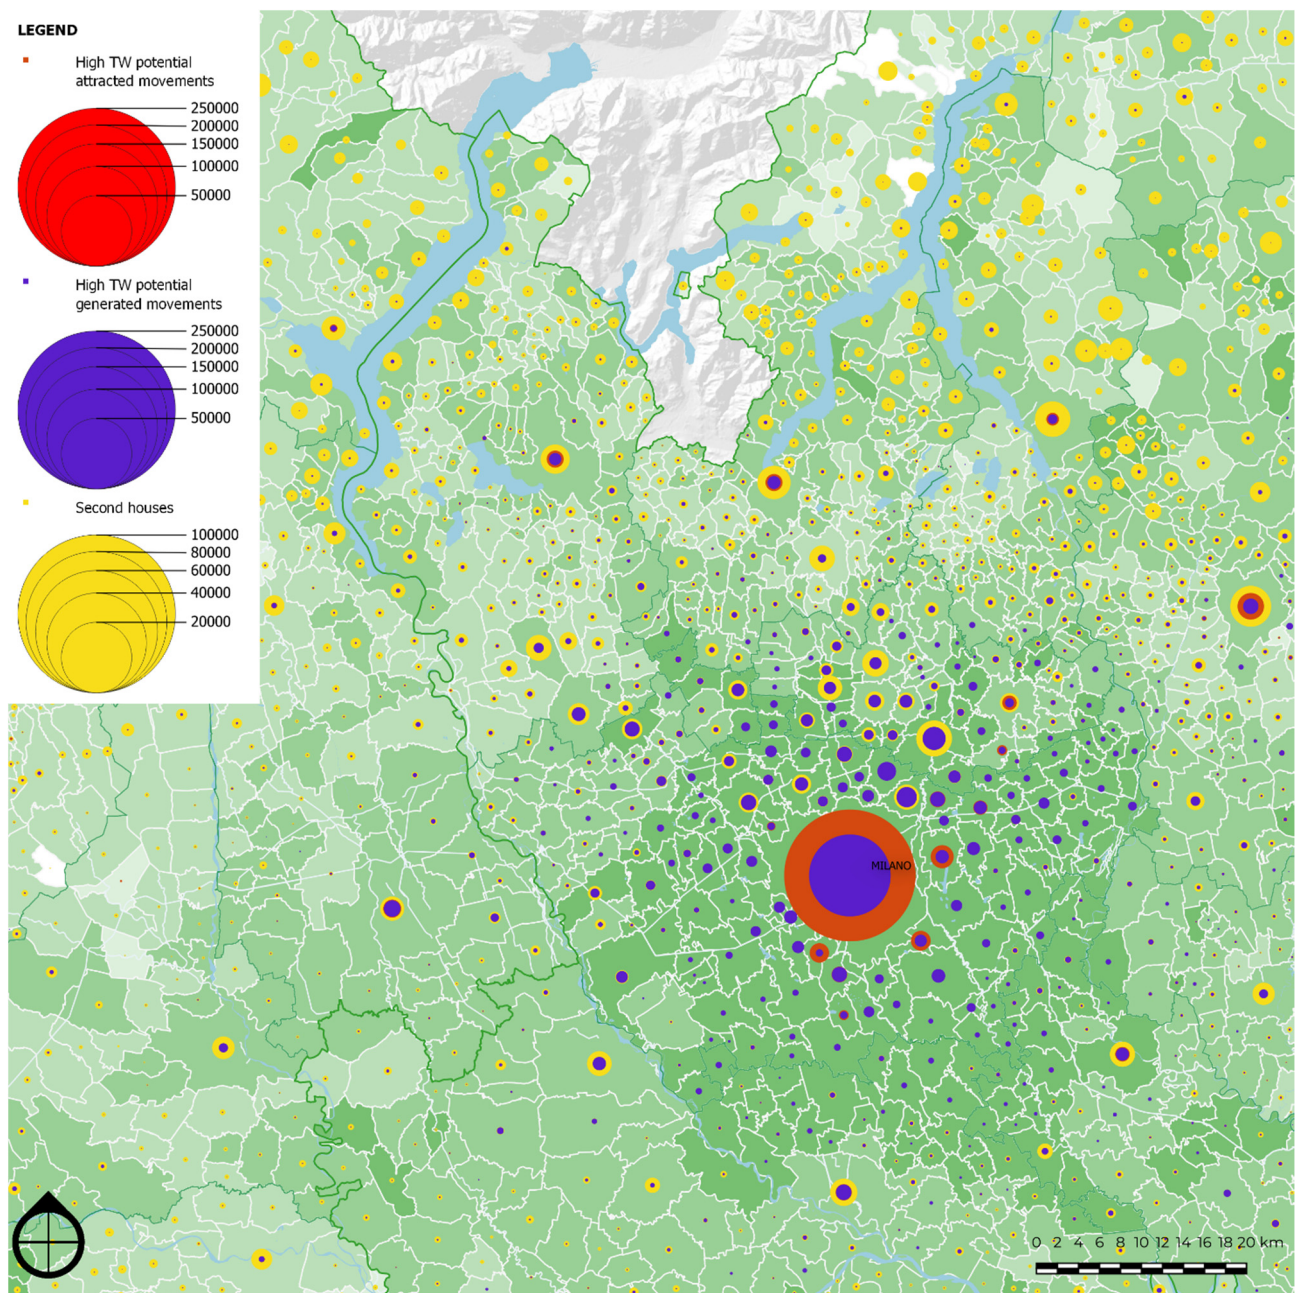 LEGEND
High TW potential
attracted movements
250000
200000
150000
100000
50000
High TW potential
generated movements
250000
200000
150000
100000
50000
Second houses
100000
80000
60000
40000
20000
MILANO
0 2 4 6 8 10 12 14 16 18 20 km